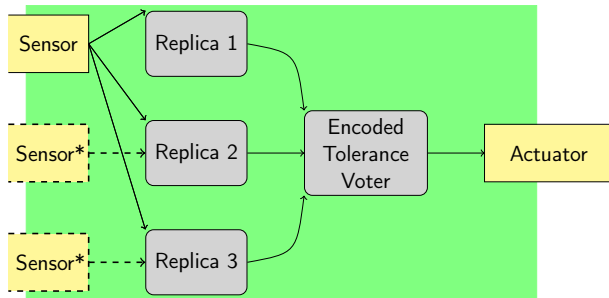 Sensor
Replica 1
Sensor*
Replica 2
Encoded
Tolerance
Voter
Actuator
Sensor*
Replica 3